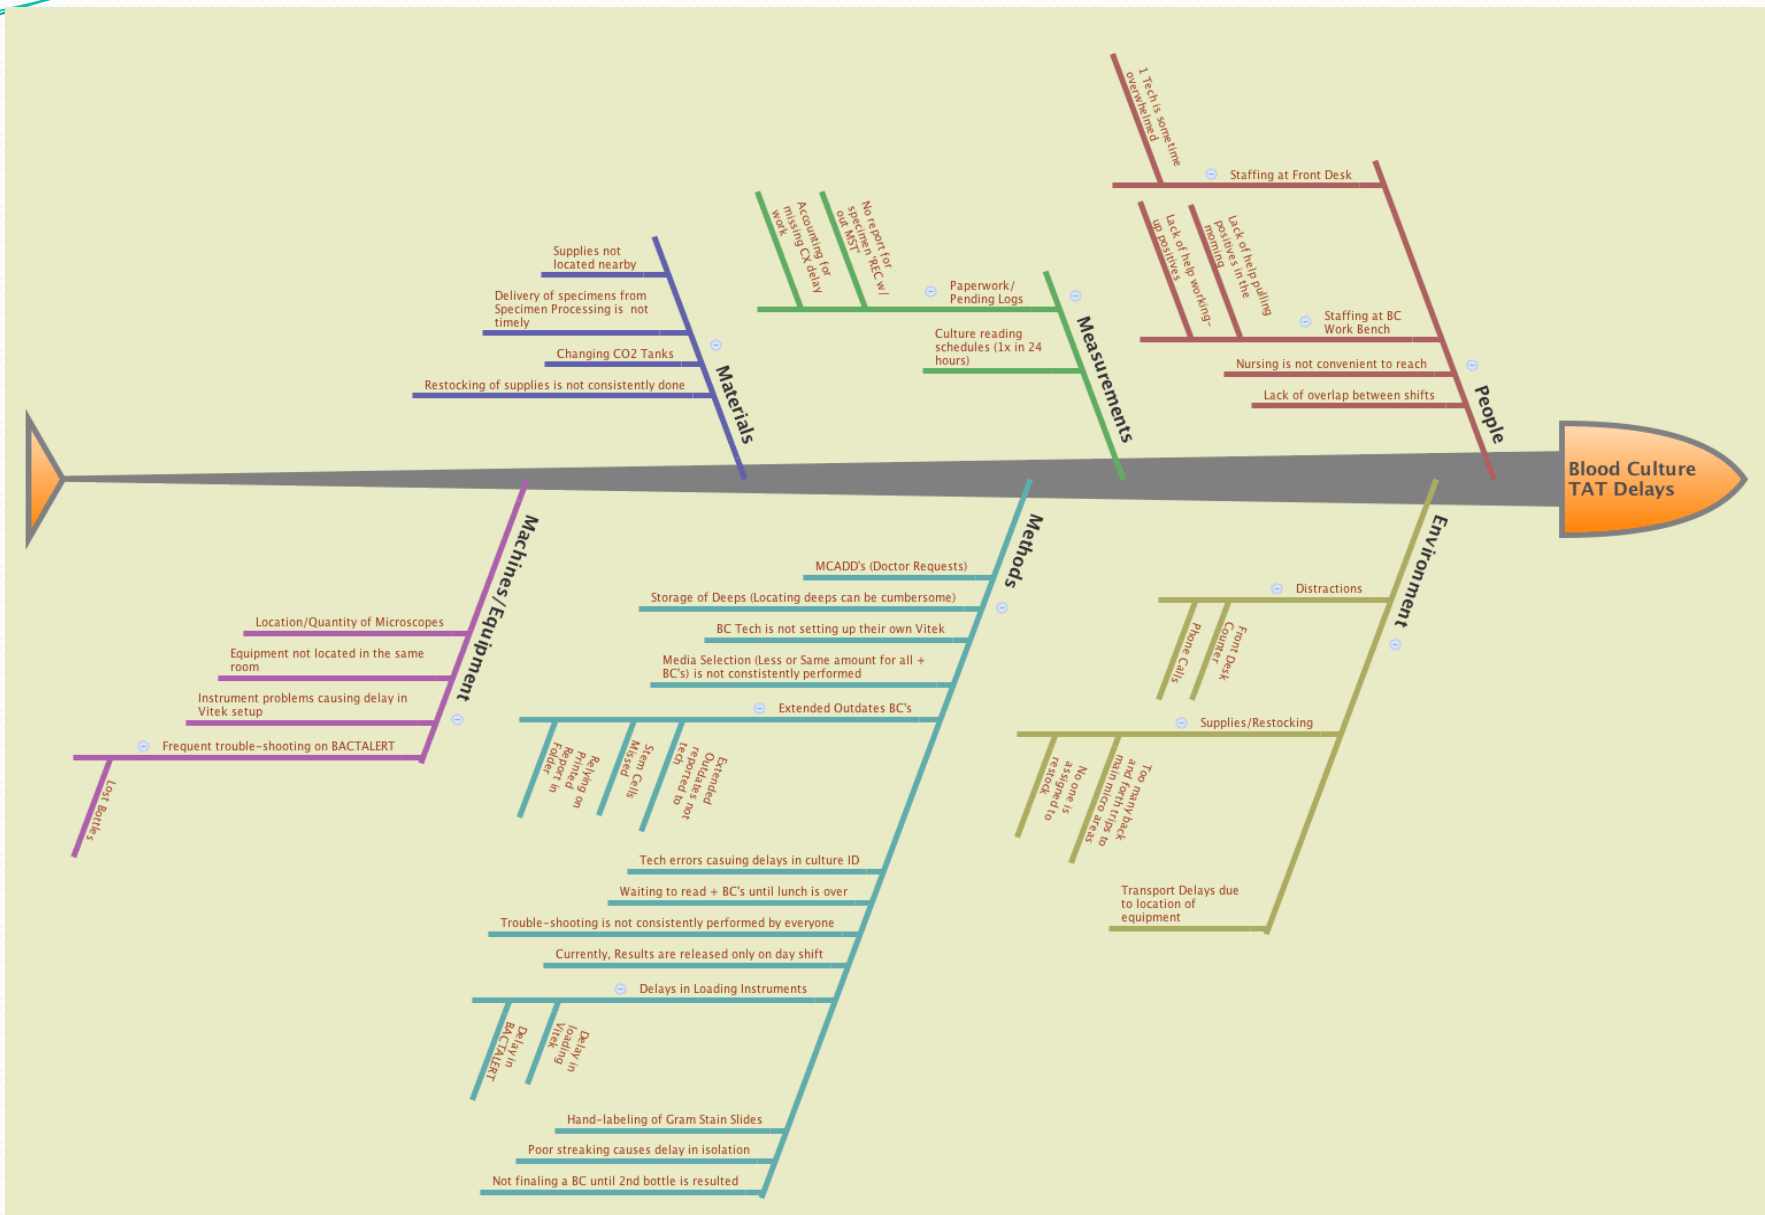 1 Tech is sometime
overwhelmed
Staffing at Front Desk
Lack of help working-
up positives
Lack of help pulling
positives in the
morning
Staffing at BC
Work Bench
Nursing is not convenient to reach
Lack of overlap between shifts
People
Accounting for
missing CX delay
work
No report for
specimen 'REC w/
out MST'
Paperwork/
Pending Logs
Culture reading
schedules (1x in 24
hours)
Measurements
Supplies not
located nearby
Delivery of specimens from
Specimen Processing is not
timely
Changing CO2 Tanks
Restocking of supplies is not consistently done
Materials
Blood Culture
TAT Delays
Machines/Equipment
Location/Quantity of Microscopes
Equipment not located in the same
room
Instrument problems causing delay in
Vitek setup
Frequent trouble-shooting on BACTALERT
Lost Bottles
Methods
MCADD's (Doctor Requests)
Storage of Deeps (Locating deeps can be cumbersome)
BC Tech is not setting up their own Vitek
Media Selection (Less or Same amount for all +
BC's) is not constistently performed
Extended Outdates BC's
Relying on
Printed
Report in
Folder
Stem Cells
Missed
Extended
Outdates not
reported to
tech
Tech errors casuing delays in culture ID
Waiting to read + BC's until lunch is over
Trouble-shooting is not consistently performed by everyone
Currently, Results are released only on day shift
Delays in Loading Instruments
Delay in
BACTALERT
Delay in
loading
Vitek
Hand-labeling of Gram Stain Slides
Poor streaking causes delay in isolation
Not finaling a BC until 2nd bottle is resulted
Environment
Distractions
Phone Calls
Front Desk
Counter
Supplies/Restocking
No one is
assigned to
restock
Too many back
and forth trips to
main micro areas
Transport Delays due
to location of
equipment